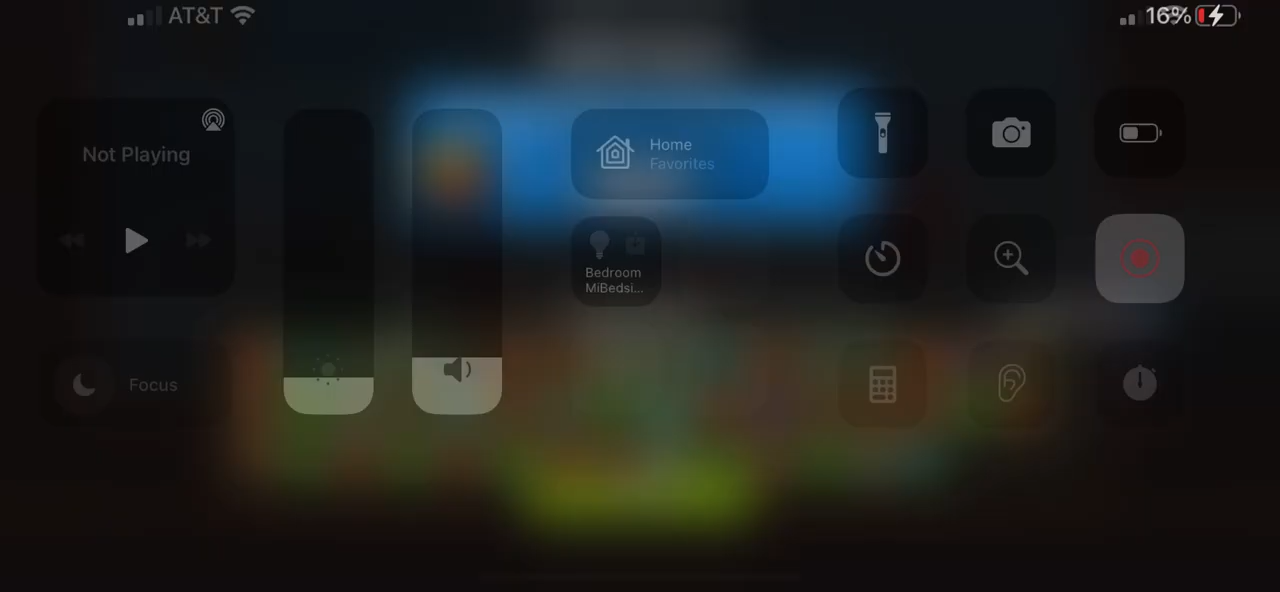 AT&T
16%
Not Playing
Home
Favorites
Bedroom
MiBedsi...
Focus